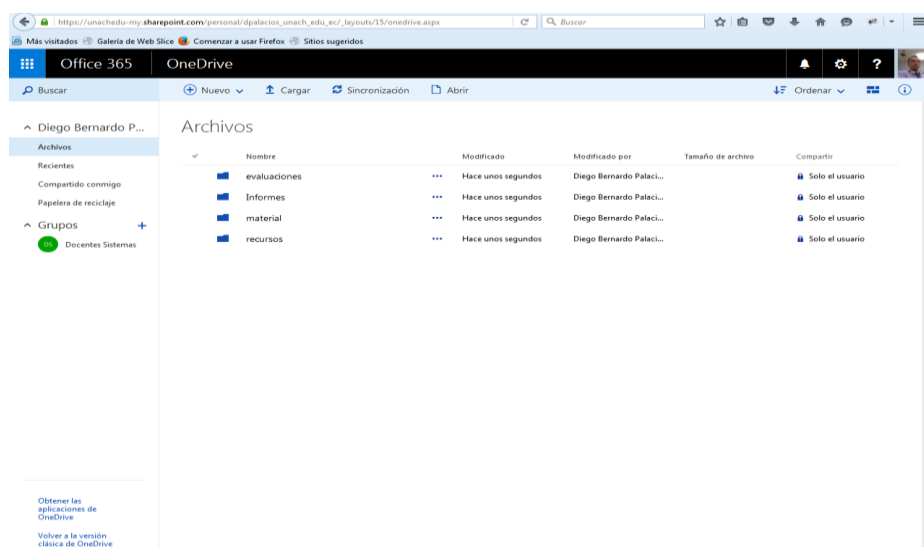 https://unachedu-my.sharepoint.com/personal/dpalacios_unach_edu_ec/_layouts/15/onedrive.aspx
Buscar
Más visitados Galería de Web Slice Comenzar a usar Firefox Sitios sugeridos
Office 365 OneDrive ?
Buscar Nuevo Cargar Sincronización Abrir Ordenar
Diego Bernardo P...
Archivos
Recientes
Compartido conmigo
Papelera de reciclaje
Grupos +
DS Docentes Sistemas
Archivos
Nombre Modificado Modificado por Tamaño de archivo Compartir
evaluaciones ... Hace unos segundos Diego Bernardo Palaci... Solo el usuario
Informes ... Hace unos segundos Diego Bernardo Palaci... Solo el usuario
material ... Hace unos segundos Diego Bernardo Palaci... Solo el usuario
recursos ... Hace unos segundos Diego Bernardo Palaci... Solo el usuario
Obtener las
aplicaciones de
OneDrive
Volver a la versión
clásica de OneDrive